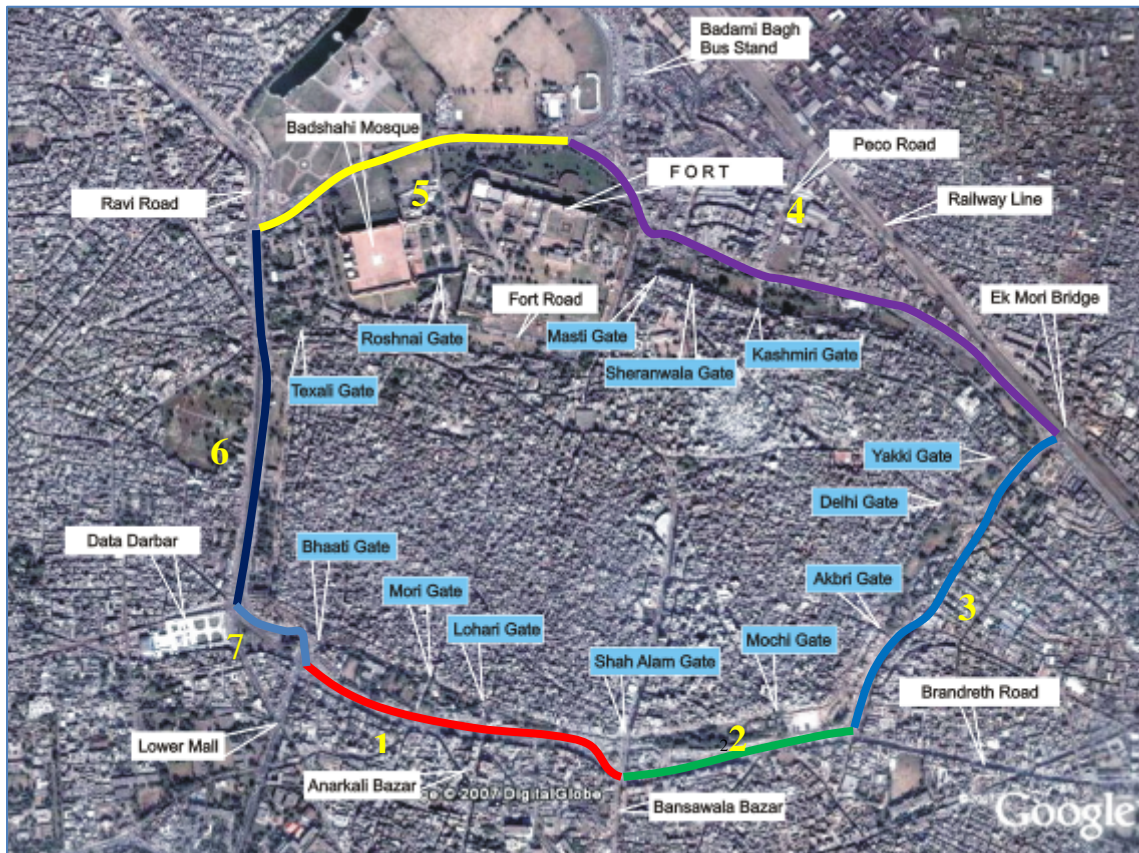 Badami Bagh
Bus Stand
Badshahi Mosque
Peco Road
FORT
Ravi Road
5
4
Railway Line
Fort Road
Ek Mori Bridge
Roshnai Gate
Masti Gate
Kashmiri Gate
Sheranwala Gate
Texali Gate
6
Yakki Gate
Delhi Gate
Data Darbar
Bhaati Gate
Akbri Gate
Mori Gate
3
Lohari Gate
7
Shah Alam Gate
Mochi Gate
Brandreth Road
Lower Mall
1
2
2
Anarkali Bazar
© 2007 DigitalGlobe
Bansawala Bazar
Google